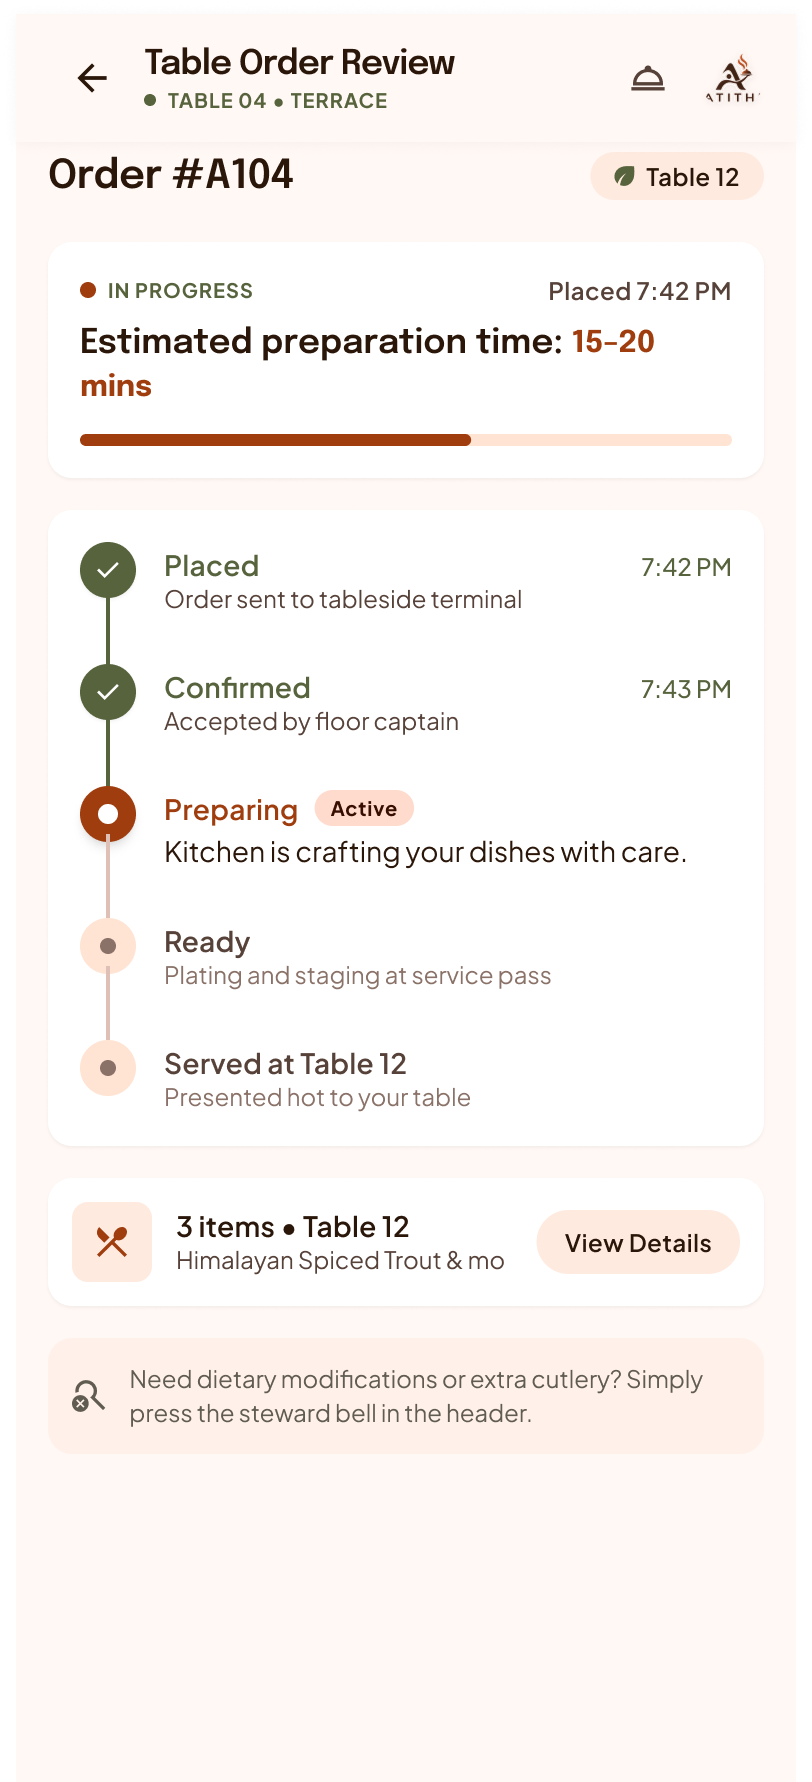 Table Order Review
TABLE 04 • TERRACE
ATITH
Order #A104
Table 12
IN PROGRESS
Placed 7:42 PM
Estimated preparation time: 15–20
mins
Placed
7:42 PM
Order sent to tableside terminal
Confirmed
7:43 PM
Accepted by floor captain
Preparing
Active
Kitchen is crafting your dishes with care.
Ready
Plating and staging at service pass
Served at Table 12
Presented hot to your table
3 items • Table 12
Himalayan Spiced Trout & mo
View Details
Need dietary modifications or extra cutlery? Simply
press the steward bell in the header.